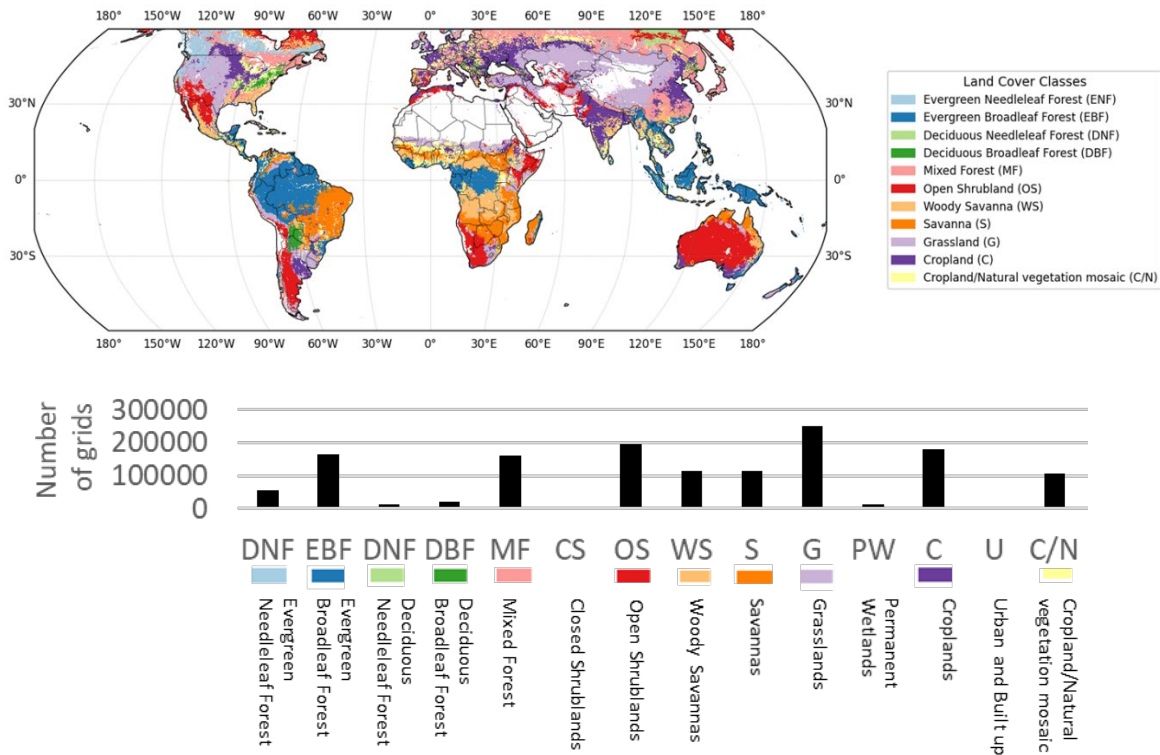 180° 150°W 120°W 90°W 60°W 30°W 0° 30°E 60°E 90°E 120°E 150°E 180°
30°N
30°N
0°
0°
30°S
30°S
180° 150°W 120°W 90°W 60°W 30°W 0° 30°E 60°E 90°E 120°E 150°E 180°
Land Cover Classes
Evergreen Needleleaf Forest (ENF)
Evergreen Broadleaf Forest (EBF)
Deciduous Needleleaf Forest (DNF)
Deciduous Broadleaf Forest (DBF)
Mixed Forest (MF)
Open Shrubland (OS)
Woody Savanna (WS)
Savanna (S)
Grassland (G)
Cropland (C)
Cropland/Natural vegetation mosaic (C/N)
Number
of grids
300000
200000
100000
0
DNF EBF DNF DBF MF CS OS WS S G PW C U C/N
Evergreen
Needleleaf Forest
Evergreen
Broadleaf Forest
Deciduous
Needleleaf Forest
Deciduous
Broadleaf Forest
Mixed Forest
Closed Shrublands
Open Shrublands
Woody Savannas
Savannas
Grasslands
Permanent
Wetlands
Croplands
Urban and Built up
Cropland/Natural
vegetation mosaic